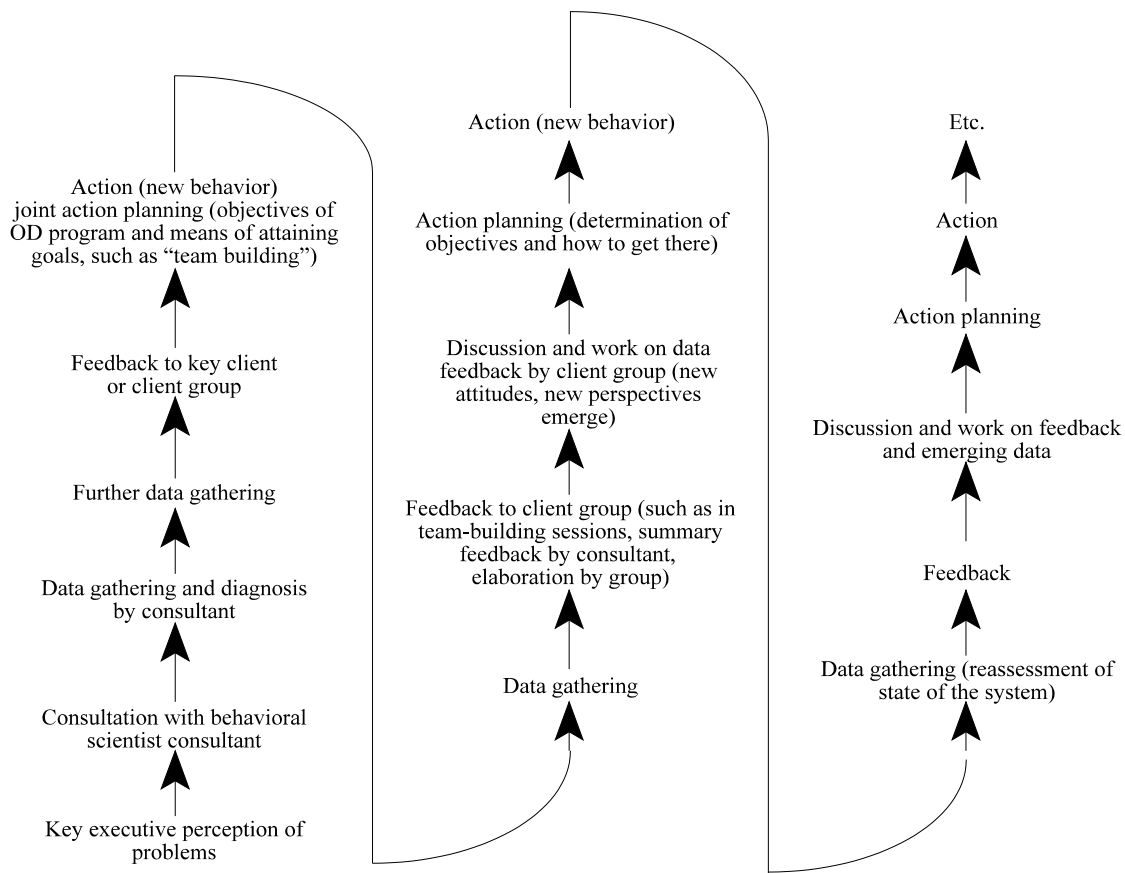 Action (new behavior)
joint action planning (objectives of
OD program and means of attaining
goals, such as “team building”)
Feedback to key client
or client group
Further data gathering
Data gathering and diagnosis
by consultant
Consultation with behavioral
scientist consultant
Key executive perception of
problems
Action (new behavior)
Action planning (determination of
objectives and how to get there)
Discussion and work on data
feedback by client group (new
attitudes, new perspectives
emerge)
Feedback to client group (such as in
team-building sessions, summary
feedback by consultant,
elaboration by group)
Data gathering
Etc.
Action
Action planning
Discussion and work on feedback
and emerging data
Feedback
Data gathering (reassessment of
state of the system)